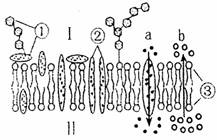 ① Ⅰ ② a b
③
Ⅱ